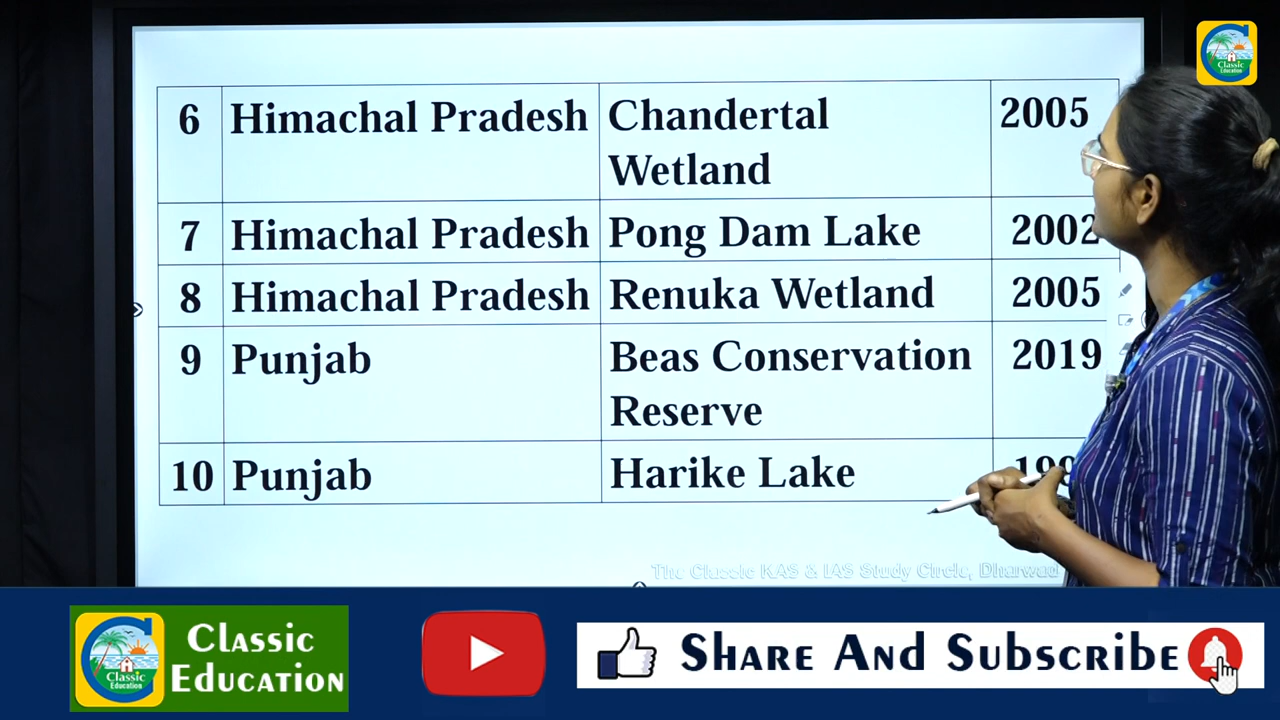 Classic
Education
6 Himachal Pradesh Chandertal 2005
Wetland
7 Himachal Pradesh Pong Dam Lake 2002
8 Himachal Pradesh Renuka Wetland 2005
9 Punjab Beas Conservation 2019
Reserve
10 Punjab Harike Lake
The Classic KAS & IAS Study Circle, Dharwad
Classic
Education
Classic
Education
Share And Subscribe